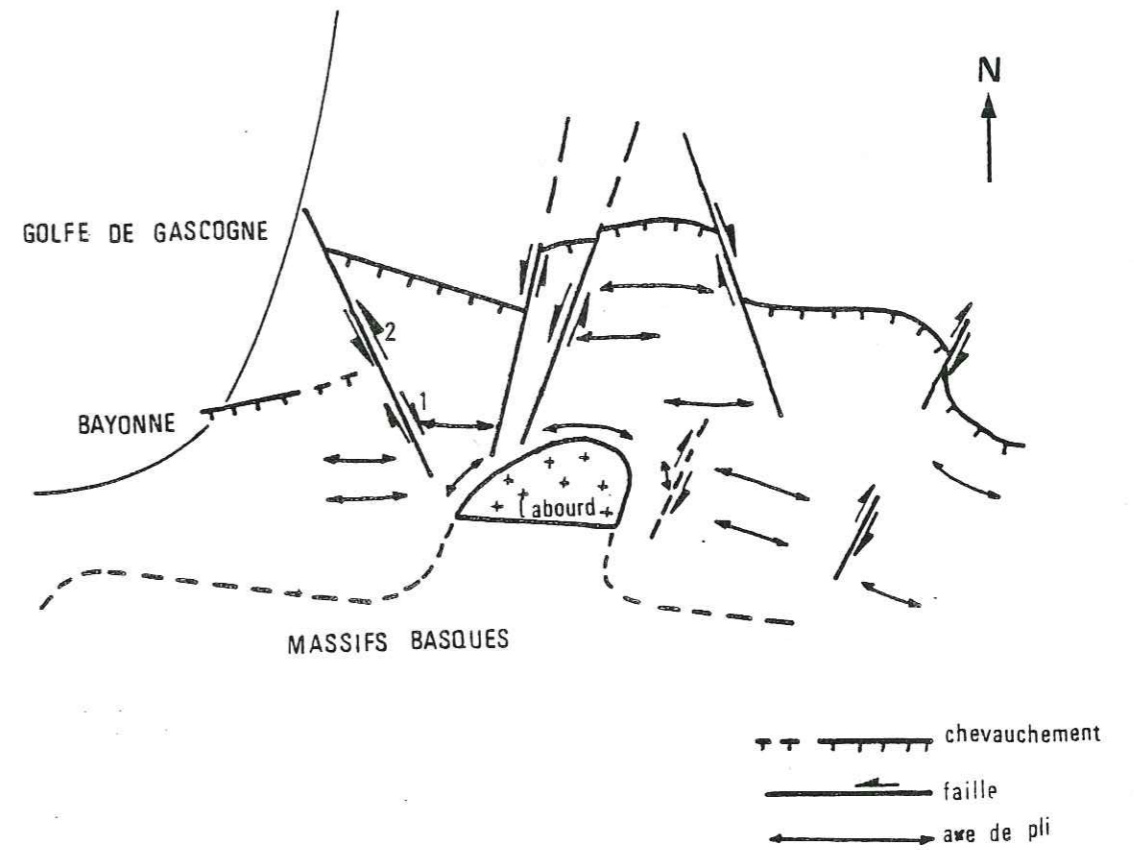 N
GOLFE DE GASCOGNE
2
1
BAYONNE
Labourd
MASSIFS BASQUES
chevauchement
faille
axe de pli